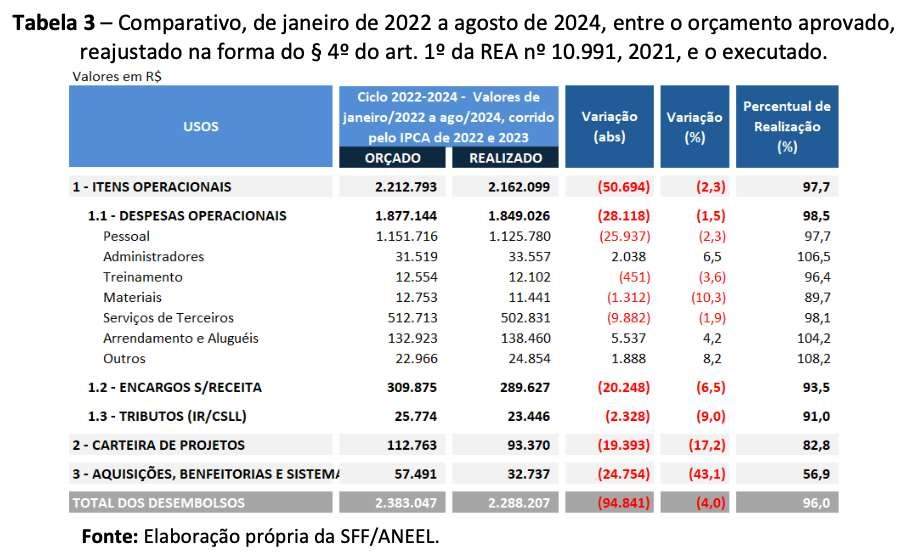 Tabela 3 – Comparativo, de janeiro de 2022 a agosto de 2024, entre o orçamento aprovado,
reajustado na forma do § 4º do art. 1º da REA nº 10.991, 2021, e o executado.
Valores em R$
USOS
Ciclo 2022-2024 - Valores de
janeiro/2022 a ago/2024, corrido
pelo IPCA de 2022 e 2023
ORÇADO REALIZADO
Variação
(abs)
Variação
(%)
Percentual de
Realização
(%)
1 - ITENS OPERACIONAIS 2.212.793 2.162.099 (50.694) (2,3) 97,7
1.1 - DESPESAS OPERACIONAIS 1.877.144 1.849.026 (28.118) (1,5) 98,5
Pessoal 1.151.716 1.125.780 (25.937) (2,3) 97,7
Administradores 31.519 33.557 2.038 6,5 106,5
Treinamento 12.554 12.102 (451) (3,6) 96,4
Materiais 12.753 11.441 (1.312) (10,3) 89,7
Serviços de Terceiros 512.713 502.831 (9.882) (1,9) 98,1
Arrendamento e Aluguéis 132.923 138.460 5.537 4,2 104,2
Outros 22.966 24.854 1.888 8,2 108,2
1.2 - ENCARGOS S/RECEITA 309.875 289.627 (20.248) (6,5) 93,5
1.3 - TRIBUTOS (IR/CSLL) 25.774 23.446 (2.328) (9,0) 91,0
2 - CARTEIRA DE PROJETOS 112.763 93.370 (19.393) (17,2) 82,8
3 - AQUISIÇÕES, BENFEITORIAS E SISTEMA 57.491 32.737 (24.754) (43,1) 56,9
TOTAL DOS DESEMBOLSOS 2.383.047 2.288.207 (94.841) (4,0) 96,0
Fonte: Elaboração própria da SFF/ANEEL.